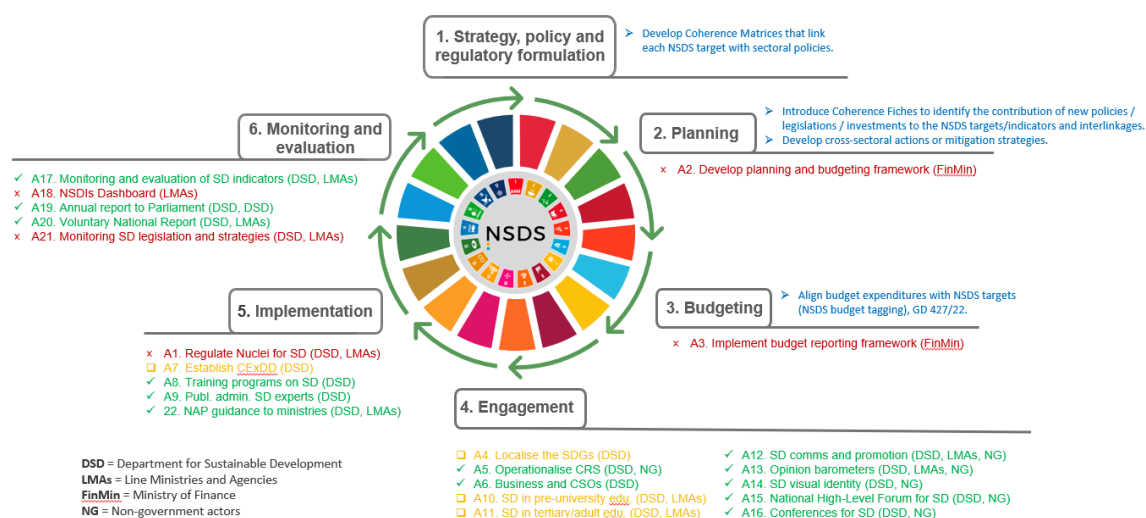 1. Strategy, policy and
regulatory formulation
➢ Develop Coherence Matrices that link
each NSDS target with sectoral policies.
2. Planning
➢ Introduce Coherence Fiches to identify the contribution of new policies /
legislations / investments to the NSDS targets/indicators and interlinkages.
➢ Develop cross-sectoral actions or mitigation strategies.
× A2. Develop planning and budgeting framework (FinMin)
3. Budgeting
➢ Align budget expenditures with NSDS targets
(NSDS budget tagging), GD 427/22.
× A3. Implement budget reporting framework (FinMin)
4. Engagement
❑ A4. Localise the SDGs (DSD)
✓ A5. Operationalise CRS (DSD, NG)
✓ A6. Business and CSOs (DSD)
❑ A10. SD in pre-university edu. (DSD, LMAs)
❑ A11. SD in tertiary/adult edu. (DSD, LMAs)
✓ A12. SD comms and promotion (DSD, LMAs, NG)
✓ A13. Opinion barometers (DSD, LMAs, NG)
✓ A14. SD visual identity (DSD, NG)
✓ A15. National High-Level Forum for SD (DSD, NG)
✓ A16. Conferences for SD (DSD, NG)
5. Implementation
× A1. Regulate Nuclei for SD (DSD, LMAs)
❑ A7. Establish CExDD (DSD)
✓ A8. Training programs on SD (DSD)
✓ A9. Publ. admin. SD experts (DSD)
✓ 22. NAP guidance to ministries (DSD, LMAs)
6. Monitoring and
evaluation
✓ A17. Monitoring and evaluation of SD indicators (DSD, LMAs)
× A18. NSDIs Dashboard (LMAs)
✓ A19. Annual report to Parliament (DSD, DSD)
✓ A20. Voluntary National Report (DSD, LMAs)
× A21. Monitoring SD legislation and strategies (DSD, LMAs)
NSDS
DSD = Department for Sustainable Development
LMAs = Line Ministries and Agencies
FinMin = Ministry of Finance
NG = Non-government actors